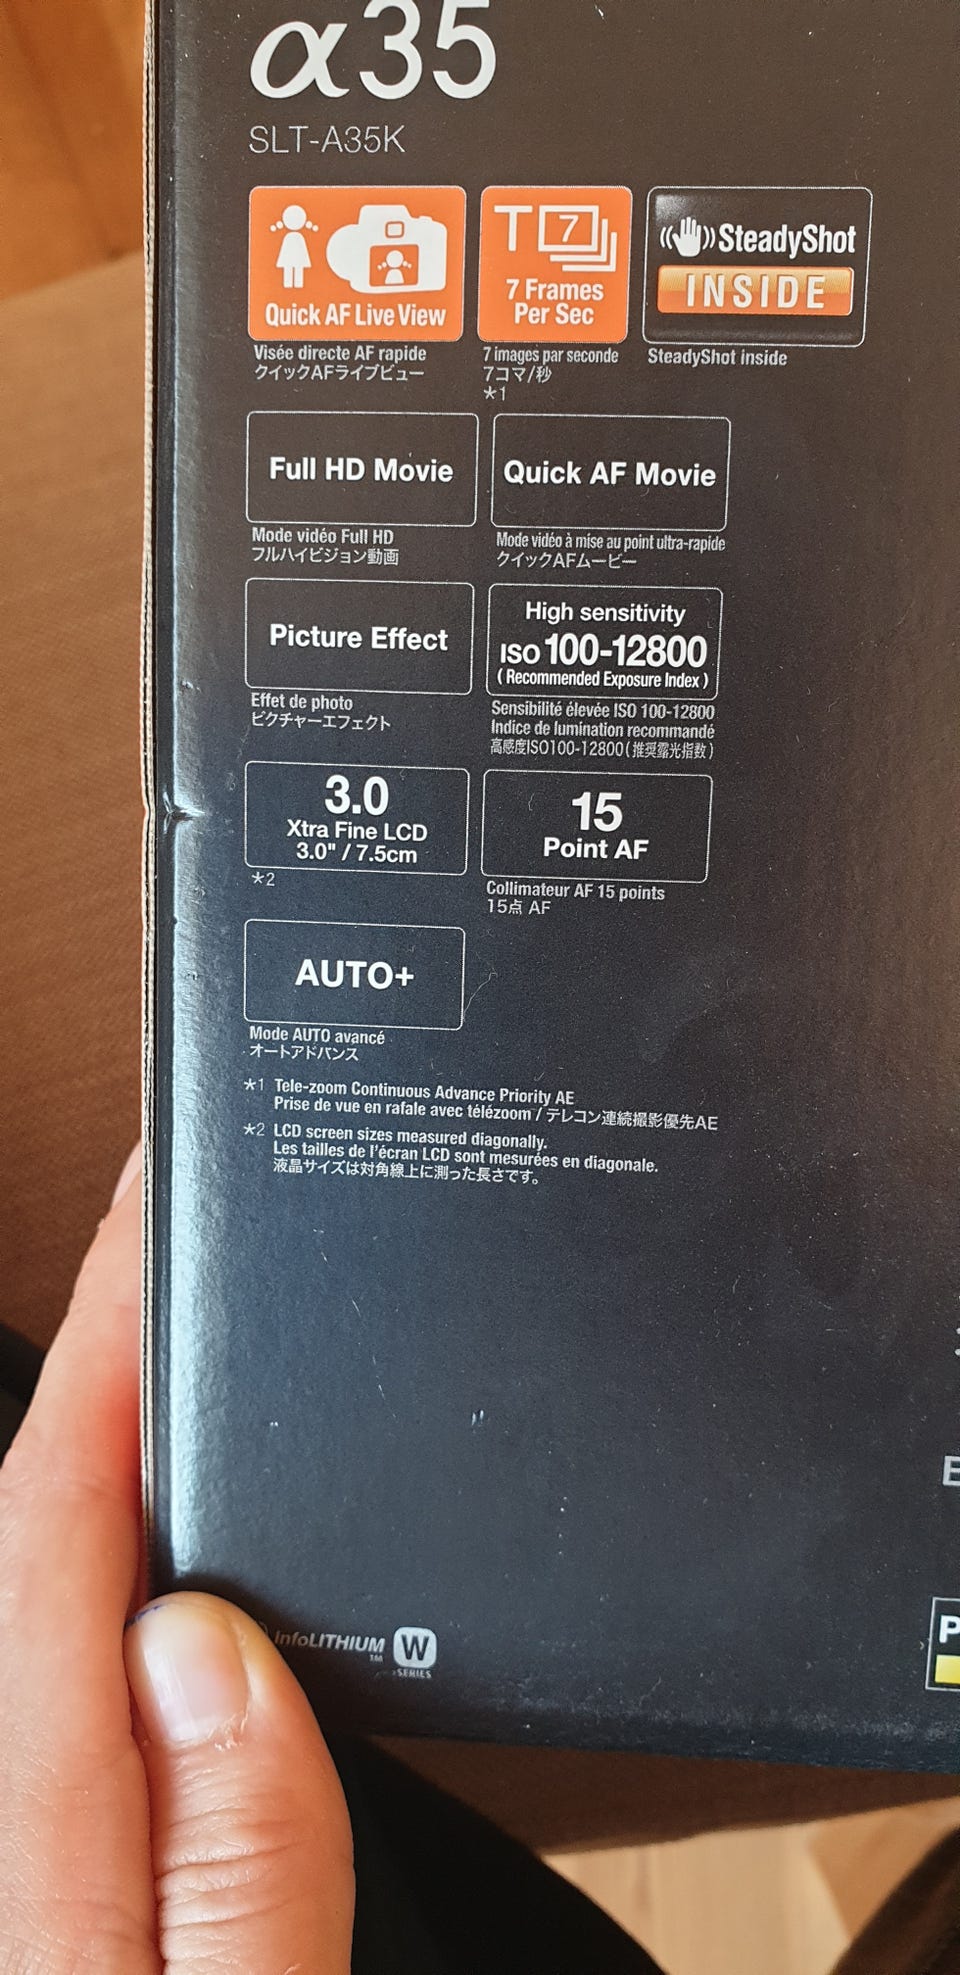 α35
SLT-A35K
Quick AF Live View
Visée directe AF rapide
クイックAFライブビュー
T 7
7 Frames
Per Sec
7 images par seconde
7コマ/秒
*1
SteadyShot
INSIDE
SteadyShot inside
Full HD Movie
Mode vidéo Full HD
フルハイビジョン動画
Quick AF Movie
Mode vidéo à mise au point ultra-rapide
クイックAFムービー
Picture Effect
Effet de photo
ピクチャーエフェクト
High sensitivity
ISO 100-12800
( Recommended Exposure Index )
Sensibilité élevée ISO 100-12800
Indice de lumination recommandé
高感度ISO100-12800(推奨露光指数)
3.0
Xtra Fine LCD
3.0" / 7.5cm
*2
15
Point AF
Collimateur AF 15 points
15点 AF
AUTO+
Mode AUTO avancé
オートアドバンス
*1 Tele-zoom Continuous Advance Priority AE
Prise de vue en rafale avec télézoom / テレコン連続撮影優先AE
*2 LCD screen sizes measured diagonally.
Les tailles de l'écran LCD sont mesurées en diagonale.
液晶サイズは対角線上に測った長さです。
E
P
InfoLITHIUM TM
W
SERIES